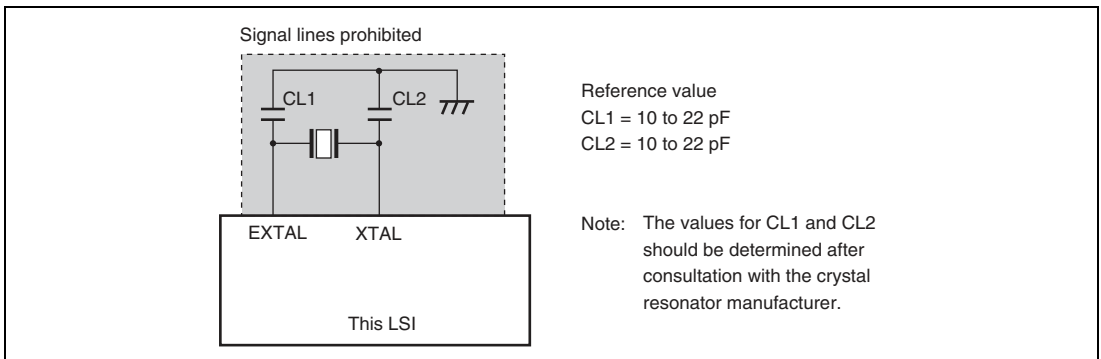 Signal lines prohibited
CL1
CL2
Reference value
CL1 = 10 to 22 pF
CL2 = 10 to 22 pF
EXTAL
XTAL
This LSI
Note: The values for CL1 and CL2
should be determined after
consultation with the crystal
resonator manufacturer.